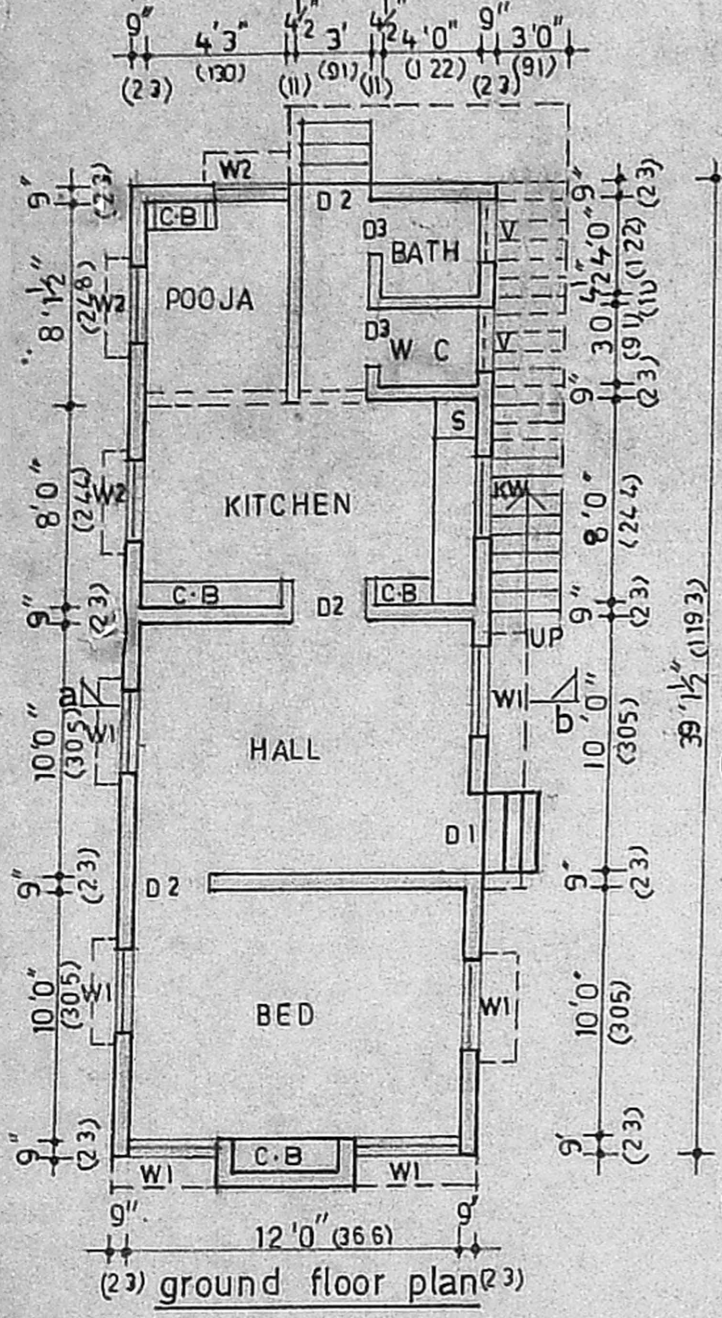 9" 4'3" 4½" 3' 4½" 4'0" 9" 3'0"
(23) (130) (11) (91) (11) (122) (23) (91)
W2
C·B
D2
D3
BATH
V
POOJA
W2
D3
W C
V
S
W2
KITCHEN
KW
C·B
D2
C·B
UP
a
W1
W1
b
HALL
D1
D2
W1
BED
W1
C·B
W1
W1
9" (23)
8'1½" (248)
8'0" (244)
9" (23)
10'0" (305)
9" (23)
10'0" (305)
9" (23)
9" (23)
4'0" (122)
4½" (11)
3'0 (91)
9" (23)
8'0" (244)
9" (23)
10'0" (305)
9' (23)
10'0" (305)
9' (23)
39'1½" (1193)
9" 12'0" (366) 9'
(23) ground floor plan (23)